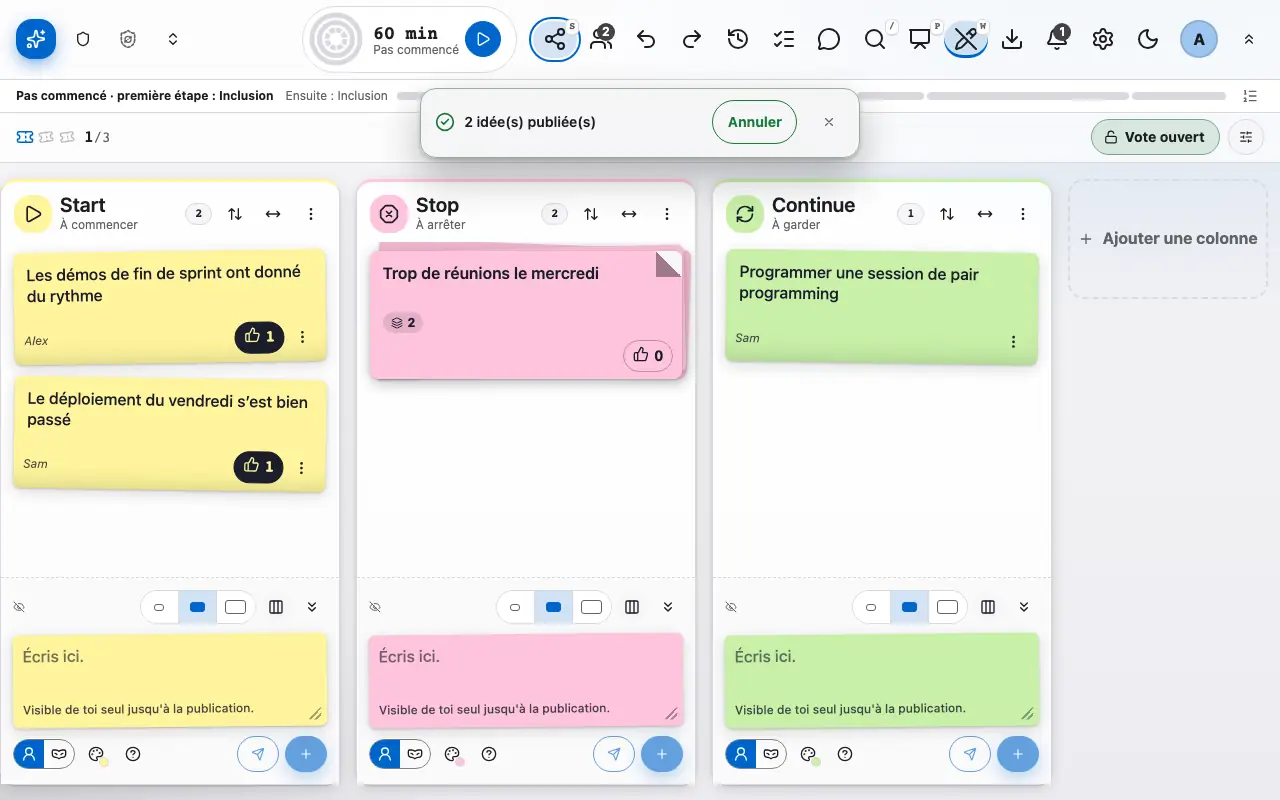 60 min
Pas commencé
S
2
/
P
W
1
A
Pas commencé · première étape : Inclusion
Ensuite : Inclusion
2 idée(s) publiée(s)
Annuler
1/3
Vote ouvert
Start
À commencer
2
Les démos de fin de sprint ont donné
du rythme
Alex
1
Le déploiement du vendredi s’est bien
passé
Sam
1
Écris ici.
Visible de toi seul jusqu'à la publication.
Stop
À arrêter
2
Trop de réunions le mercredi
2
0
Écris ici.
Visible de toi seul jusqu'à la publication.
Continue
À garder
1
Programmer une session de pair
programming
Sam
Écris ici.
Visible de toi seul jusqu'à la publication.
+ Ajouter une colonne